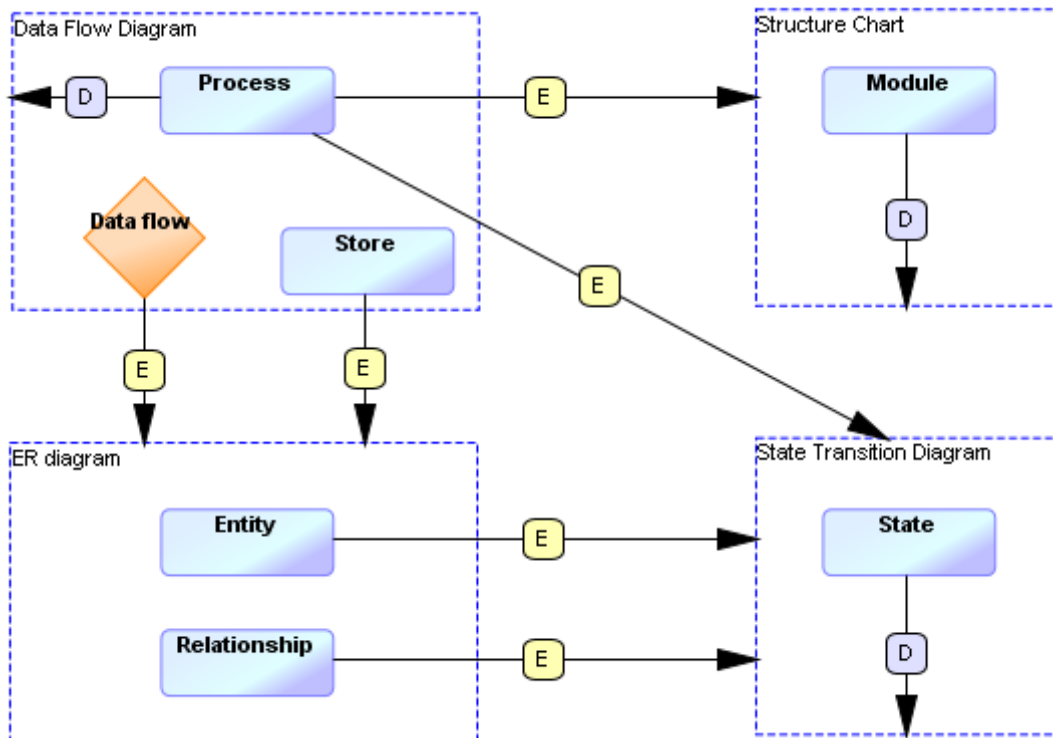 Data Flow Diagram
Structure Chart
D
Process
E
Module
Data flow
Store
D
E
E
E
ER diagram
State Transition Diagram
Entity
E
State
Relationship
E
D